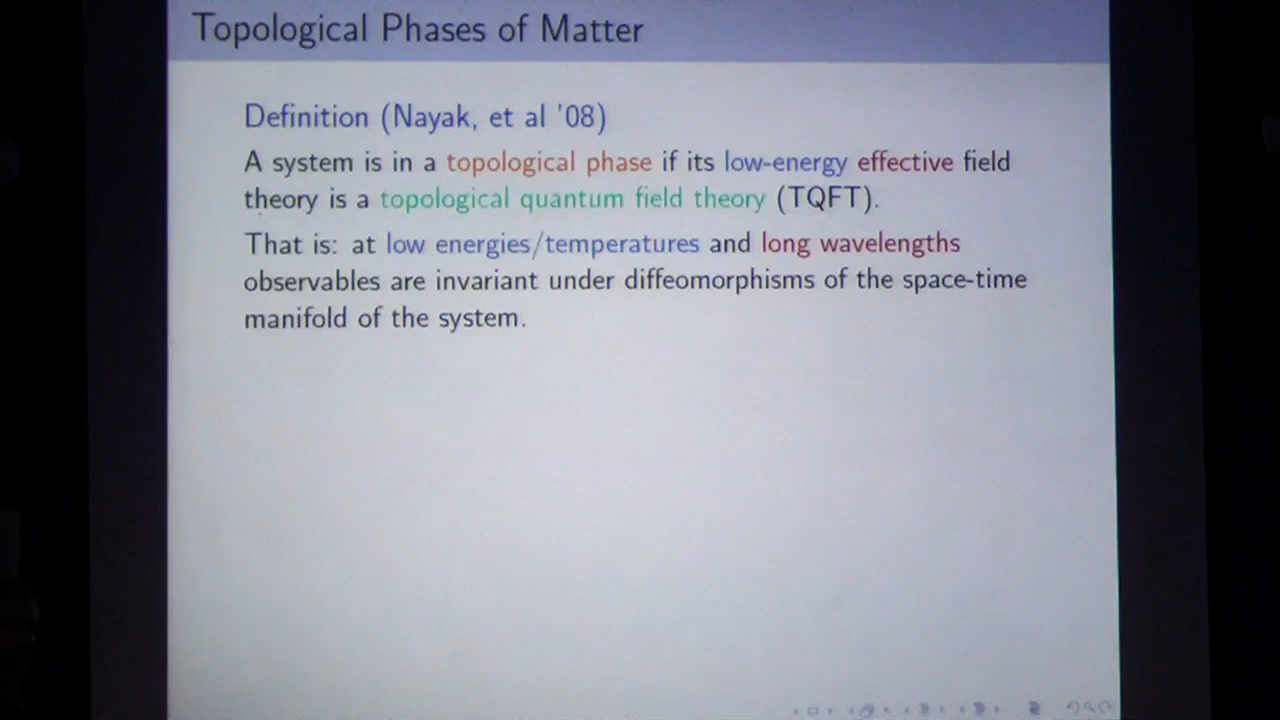 Topological Phases of Matter
Definition (Nayak, et al '08)
A system is in a topological phase if its low-energy effective field
theory is a topological quantum field theory (TQFT).
That is: at low energies/temperatures and long wavelengths
observables are invariant under diffeomorphisms of the space-time
manifold of the system.